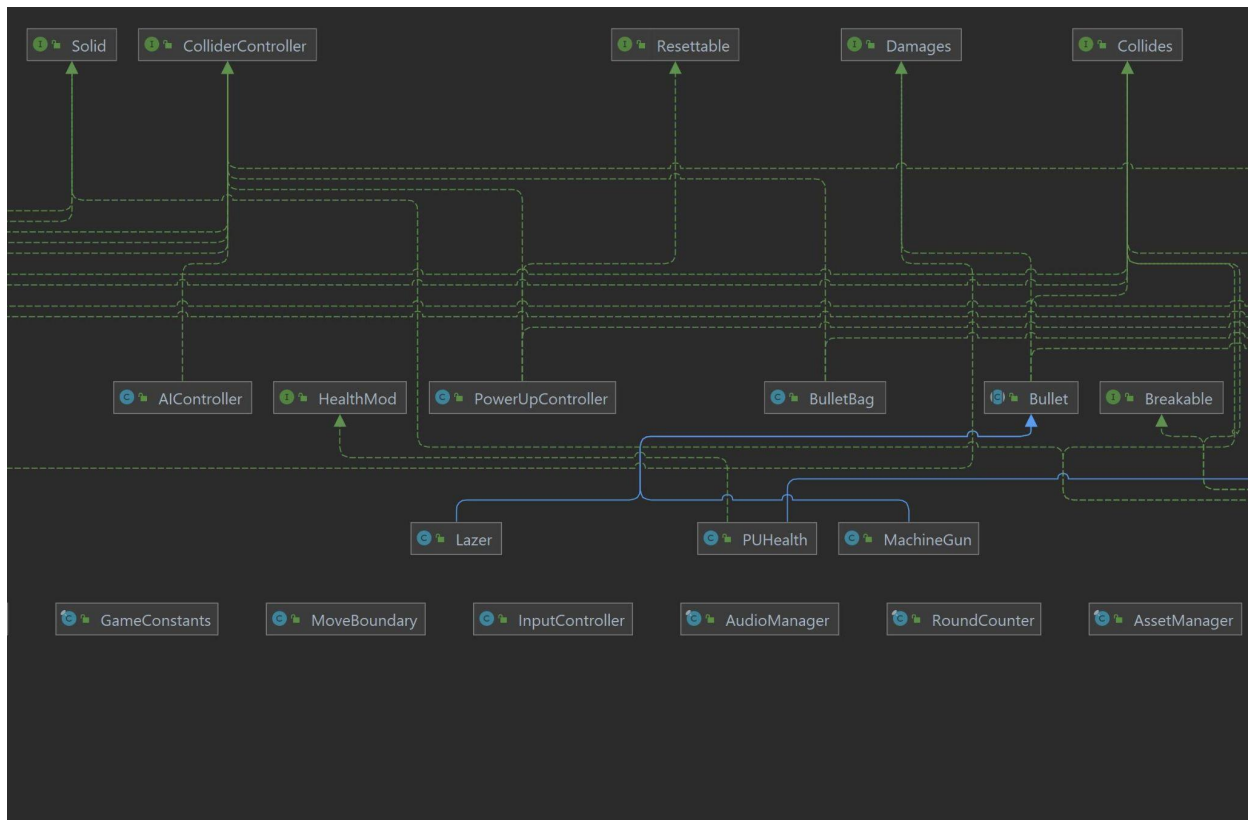 Solid
ColliderController
Resettable
Damages
Collides
AIController
HealthMod
PowerUpController
BulletBag
Bullet
Breakable
Lazer
PUHealth
MachineGun
GameConstants
MoveBoundary
InputController
AudioManager
RoundCounter
AssetManager